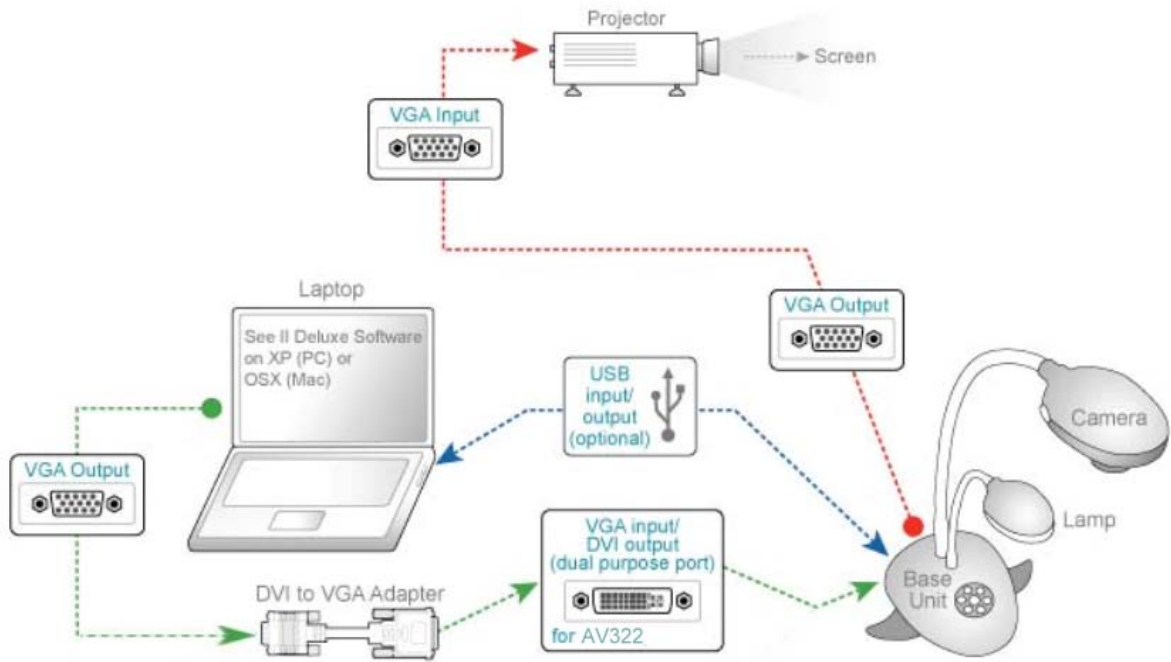 Projector
Screen
VGA Input
Laptop
VGA Output
See II Deluxe Software
on XP (PC) or
OSX (Mac)
USB
input/
output
(optional)
Camera
VGA Output
Lamp
VGA input/
DVI output
(dual purpose port)
for AV322
Base
Unit
DVI to VGA Adapter